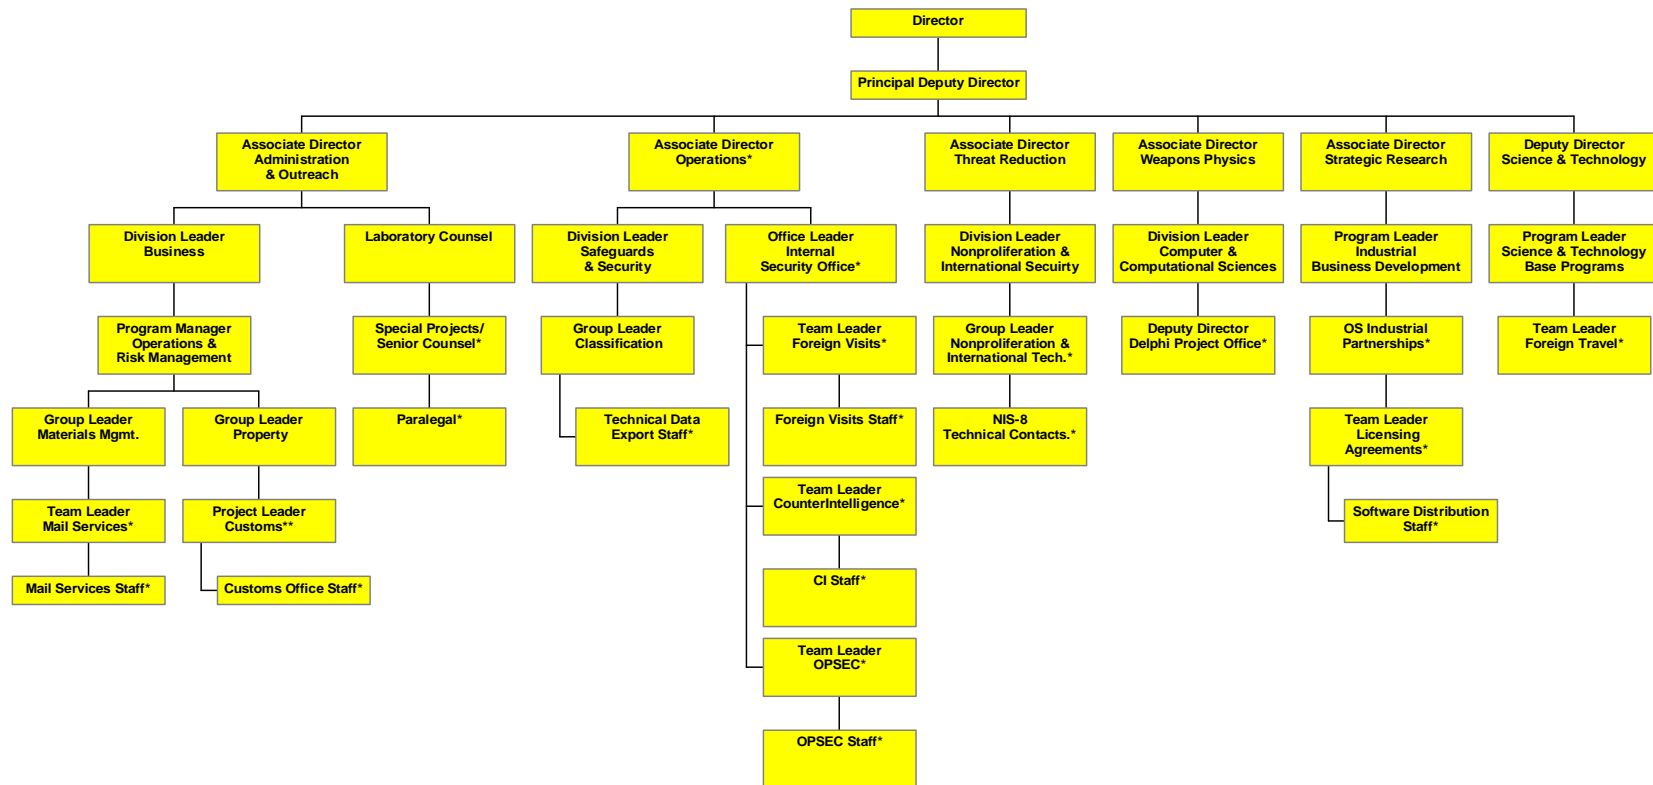 Director
Principal Deputy Director
Associate Director
Administration
& Outreach
Associate Director
Operations*
Associate Director
Threat Reduction
Associate Director
Weapons Physics
Associate Director
Strategic Research
Deputy Director
Science & Technology
Division Leader
Business
Laboratory Counsel
Division Leader
Safeguards
& Security
Office Leader
Internal
Security Office*
Division Leader
Nonproliferation &
International Secuirty
Division Leader
Computer &
Computational Sciences
Program Leader
Industrial
Business Development
Program Leader
Science & Technology
Base Programs
Program Manager
Operations &
Risk Management
Special Projects/
Senior Counsel*
Group Leader
Classification
Team Leader
Foreign Visits*
Group Leader
Nonproliferation &
International Tech.*
Deputy Director
Delphi Project Office*
OS Industrial
Partnerships*
Team Leader
Foreign Travel*
Group Leader
Materials Mgmt.
Group Leader
Property
Paralegal*
Technical Data
Export Staff*
Foreign Visits Staff*
NIS-8
Technical Contacts.*
Team Leader
Licensing
Agreements*
Team Leader
Mail Services*
Project Leader
Customs**
Team Leader
CounterIntelligence*
Software Distribution
Staff*
Mail Services Staff*
Customs Office Staff*
CI Staff*
Team Leader
OPSEC*
OPSEC Staff*